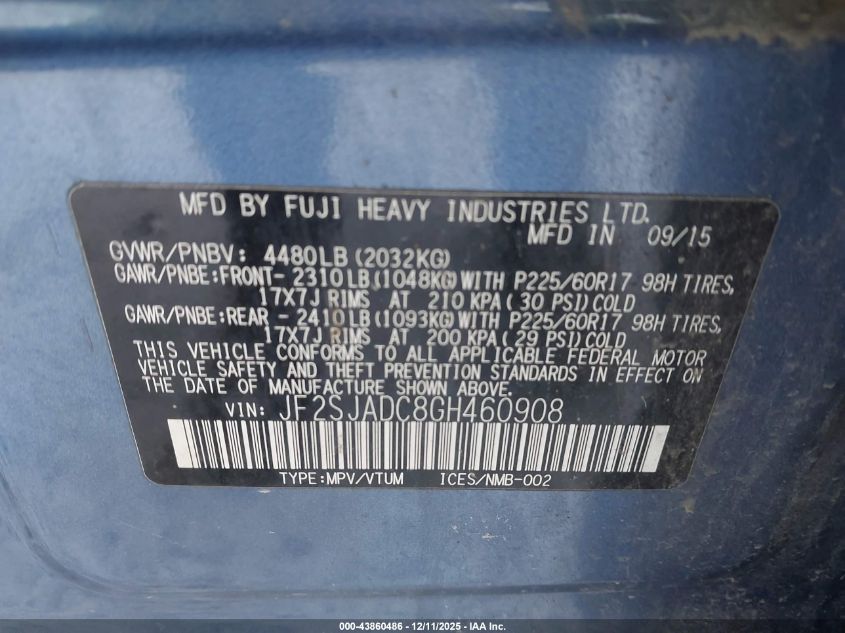 MFD BY FUJI HEAVY INDUSTRIES LTD.
MFD IN 09/15
GVWR/PNBV: 4480LB(2032KG)
GAWR/PNBE:FRONT- 2310LB(1048KG)WITH P225/60R17 98H TIRES,
17X7J RIMS AT 210 KPA(30 PSI)COLD
GAWR/PNBE:REAR - 2410LB(1093KG)WITH P225/60R17 98H TIRES,
17X7J RIMS AT 200 KPA(29 PSI)COLD
THIS VEHICLE CONFORMS TO ALL APPLICABLE FEDERAL MOTOR
VEHICLE SAFETY AND THEFT PREVENTION STANDARDS IN EFFECT ON
THE DATE OF MANUFACTURE SHOWN ABOVE.
VIN: JF2SJADC8GH460908
TYPE:MPV/VTUM ICES/NMB-002
000-43860486 - 12/11/2025 - IAA Inc.